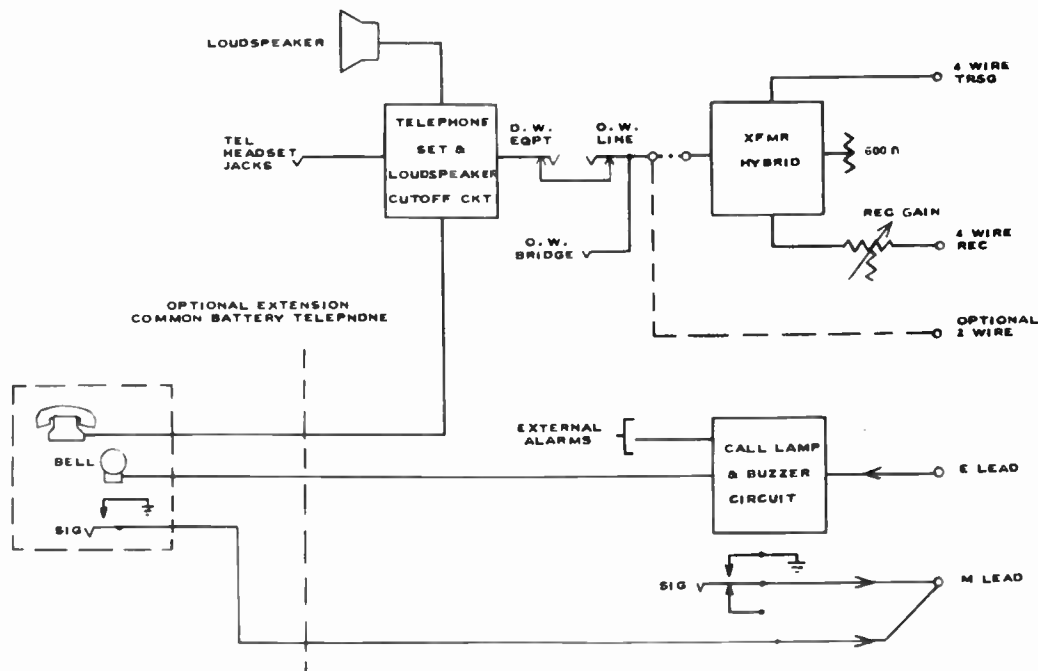 LOUDSPEAKER
4 WIRE
TRSG
TELEPHONE
SET &
LOUDSPEAKER
CUTOFF CKT
O. W.
EQPT
O. W.
LINE
XFMR
HYBRID
600 Ω
TEL
HEADSET
JACKS
REC GAIN
4 WIRE
REC
O. W.
BRIDGE
OPTIONAL EXTENSION
COMMON BATTERY TELEPHONE
OPTIONAL
2 WIRE
EXTERNAL
ALARMS
CALL LAMP
& BUZZER
CIRCUIT
BELL
E LEAD
SIG
SIG
M LEAD